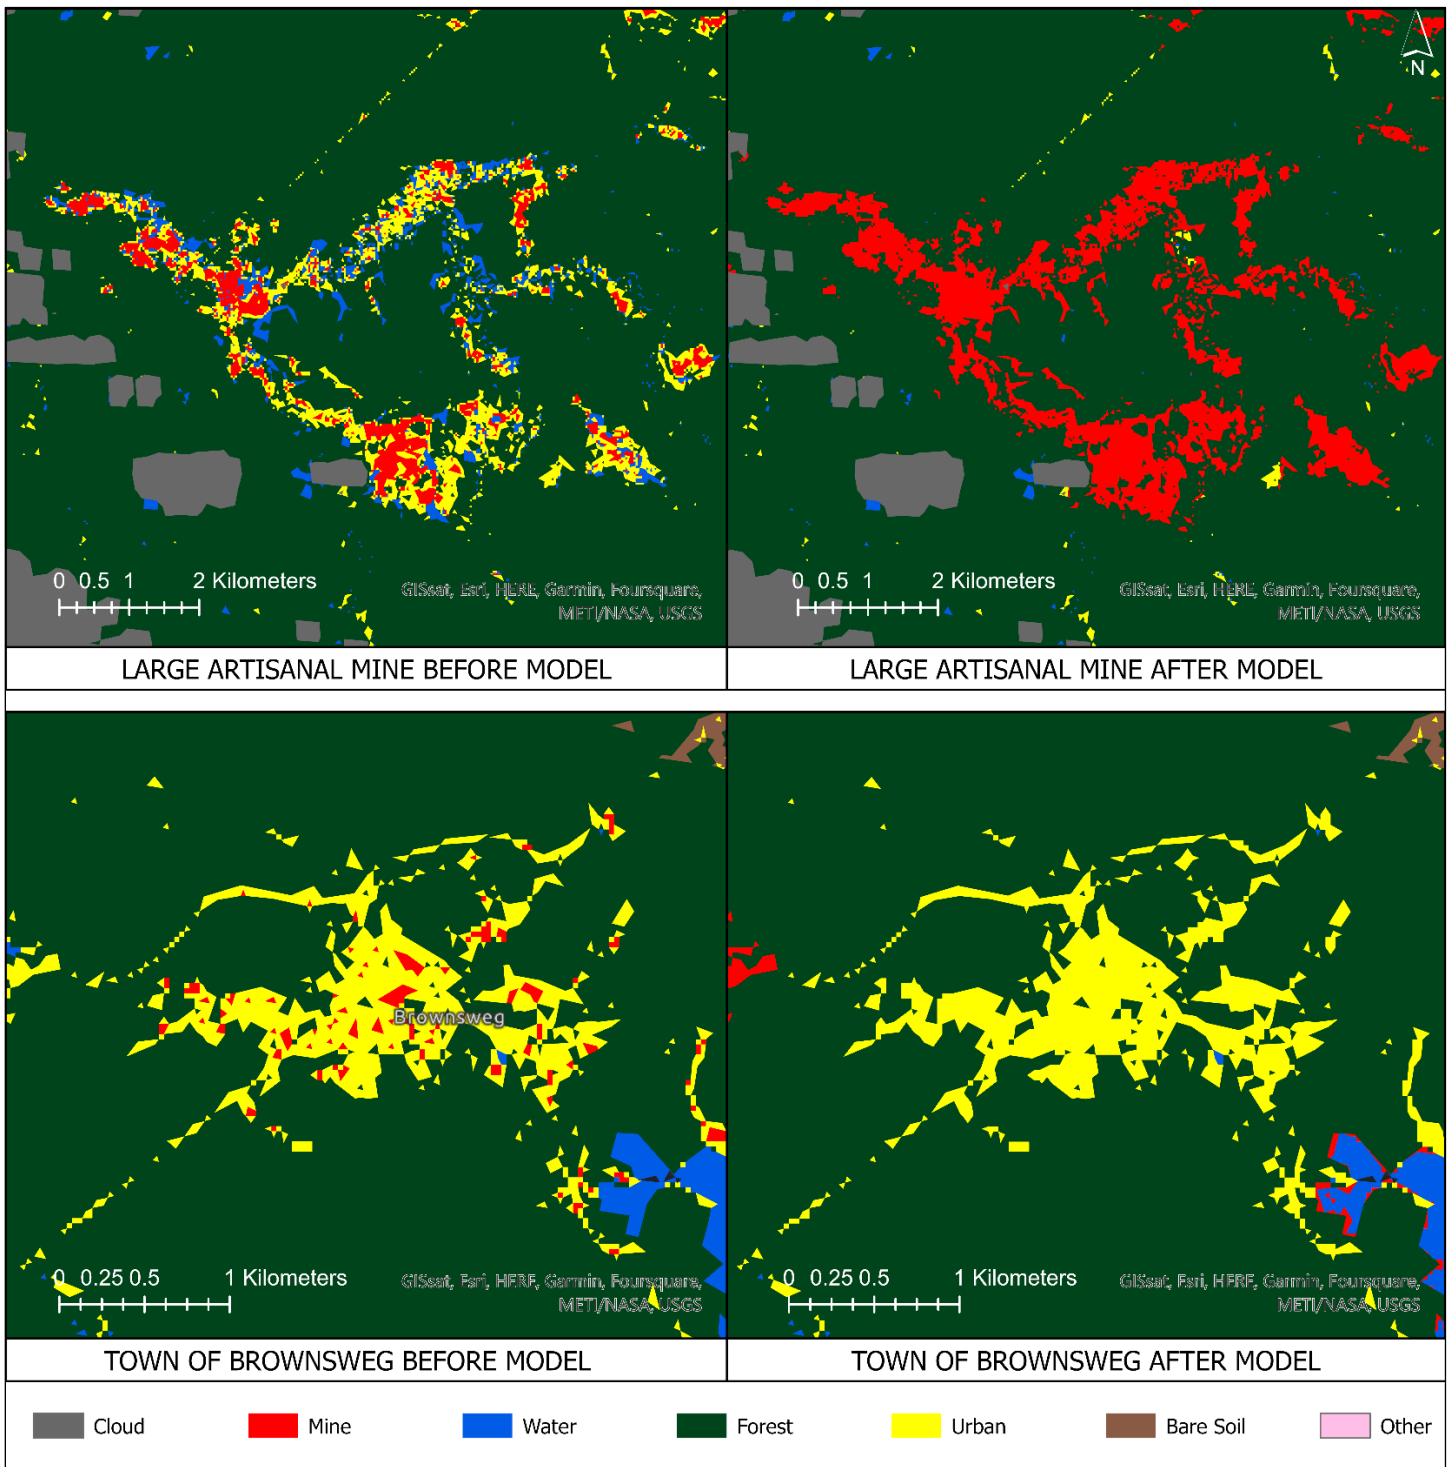 N
0 0.5 1 2 Kilometers
GISsat, Esri, HERE, Garmin, Foursquare,
METI/NASA, USGS
0 0.5 1 2 Kilometers
GISsat, Esri, HERE, Garmin, Foursquare,
METI/NASA, USGS
LARGE ARTISANAL MINE BEFORE MODEL
LARGE ARTISANAL MINE AFTER MODEL
Brownsweg
0 0.25 0.5 1 Kilometers
GISsat, Esri, HERE, Garmin, Foursquare,
METI/NASA, USGS
0 0.25 0.5 1 Kilometers
GISsat, Esri, HERE, Garmin, Foursquare,
METI/NASA, USGS
TOWN OF BROWNSWEG BEFORE MODEL
TOWN OF BROWNSWEG AFTER MODEL
Cloud Mine Water Forest Urban Bare Soil Other